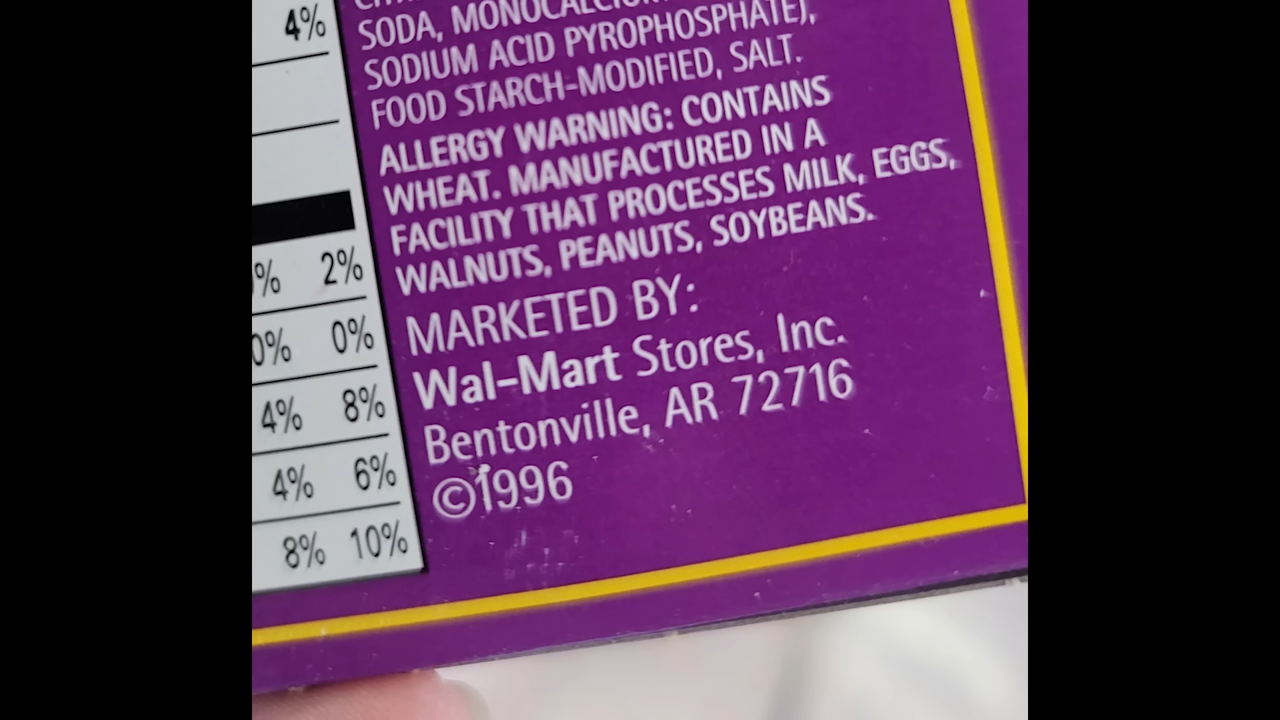 4%
SODA, MONOCALCIUM
SODIUM ACID PYROPHOSPHATE),
FOOD STARCH-MODIFIED, SALT.
ALLERGY WARNING: CONTAINS
WHEAT. MANUFACTURED IN A
FACILITY THAT PROCESSES MILK, EGGS,
WALNUTS, PEANUTS, SOYBEANS.
MARKETED BY:
Wal-Mart Stores, Inc.
Bentonville, AR 72716
©1996
% 2%
0% 0%
4% 8%
4% 6%
8% 10%